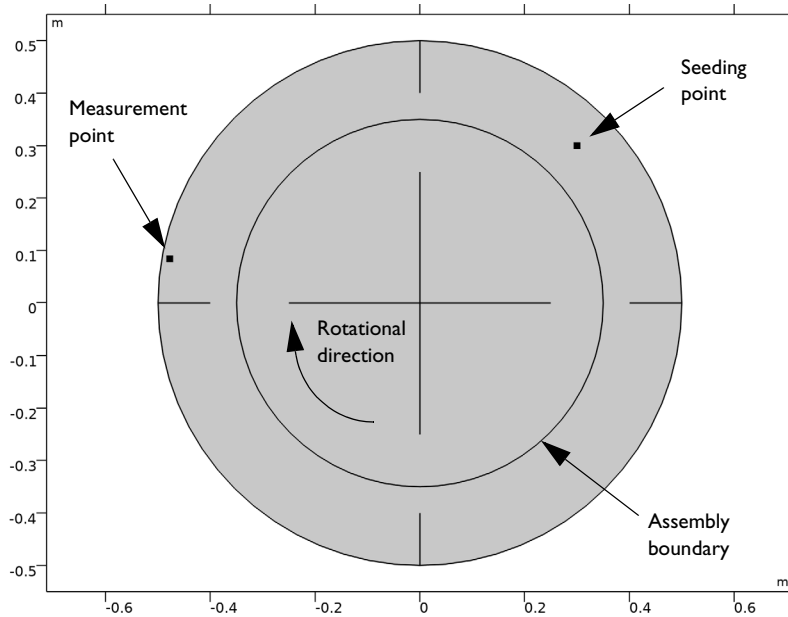 m
0.5
0.4
0.3
0.2
0.1
0
-0.1
-0.2
-0.3
-0.4
-0.5
Measurement
point
Seeding
point
Rotational
direction
Assembly
boundary
m
-0.6
-0.4
-0.2
0
0.2
0.4
0.6